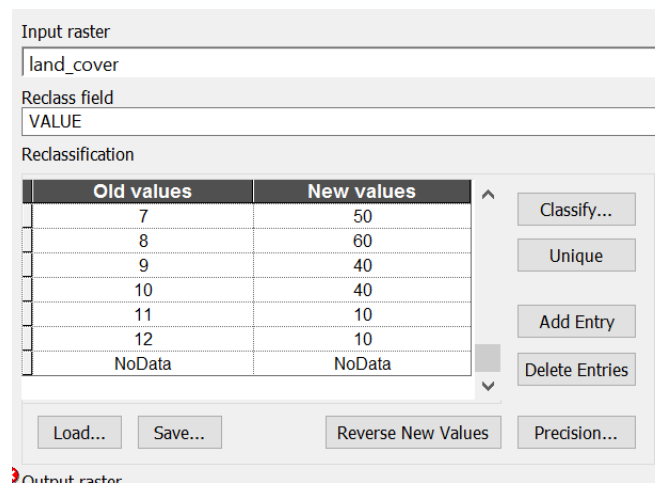 Input raster
land_cover
Reclass field
VALUE
Reclassification
Old values New values
7 50
8 60
9 40
10 40
11 10
12 10
NoData NoData
Classify...
Unique
Add Entry
Delete Entries
Load... Save... Reverse New Values Precision...
Output raster